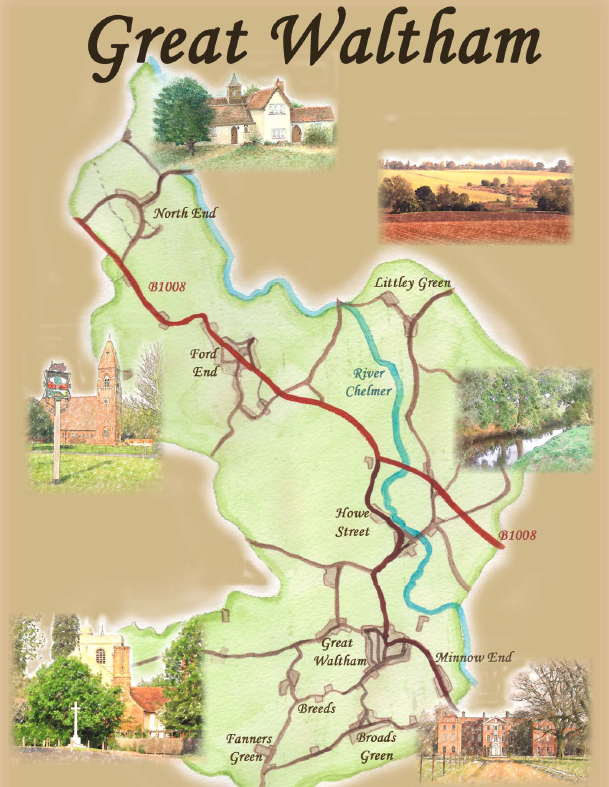 Great Waltham
North End
B1008
Littley Green
Ford
End
River
Chelmer
Howe
Street
B1008
Great
Waltham
Minnow End
Breeds
Fanners
Green
Broads
Green